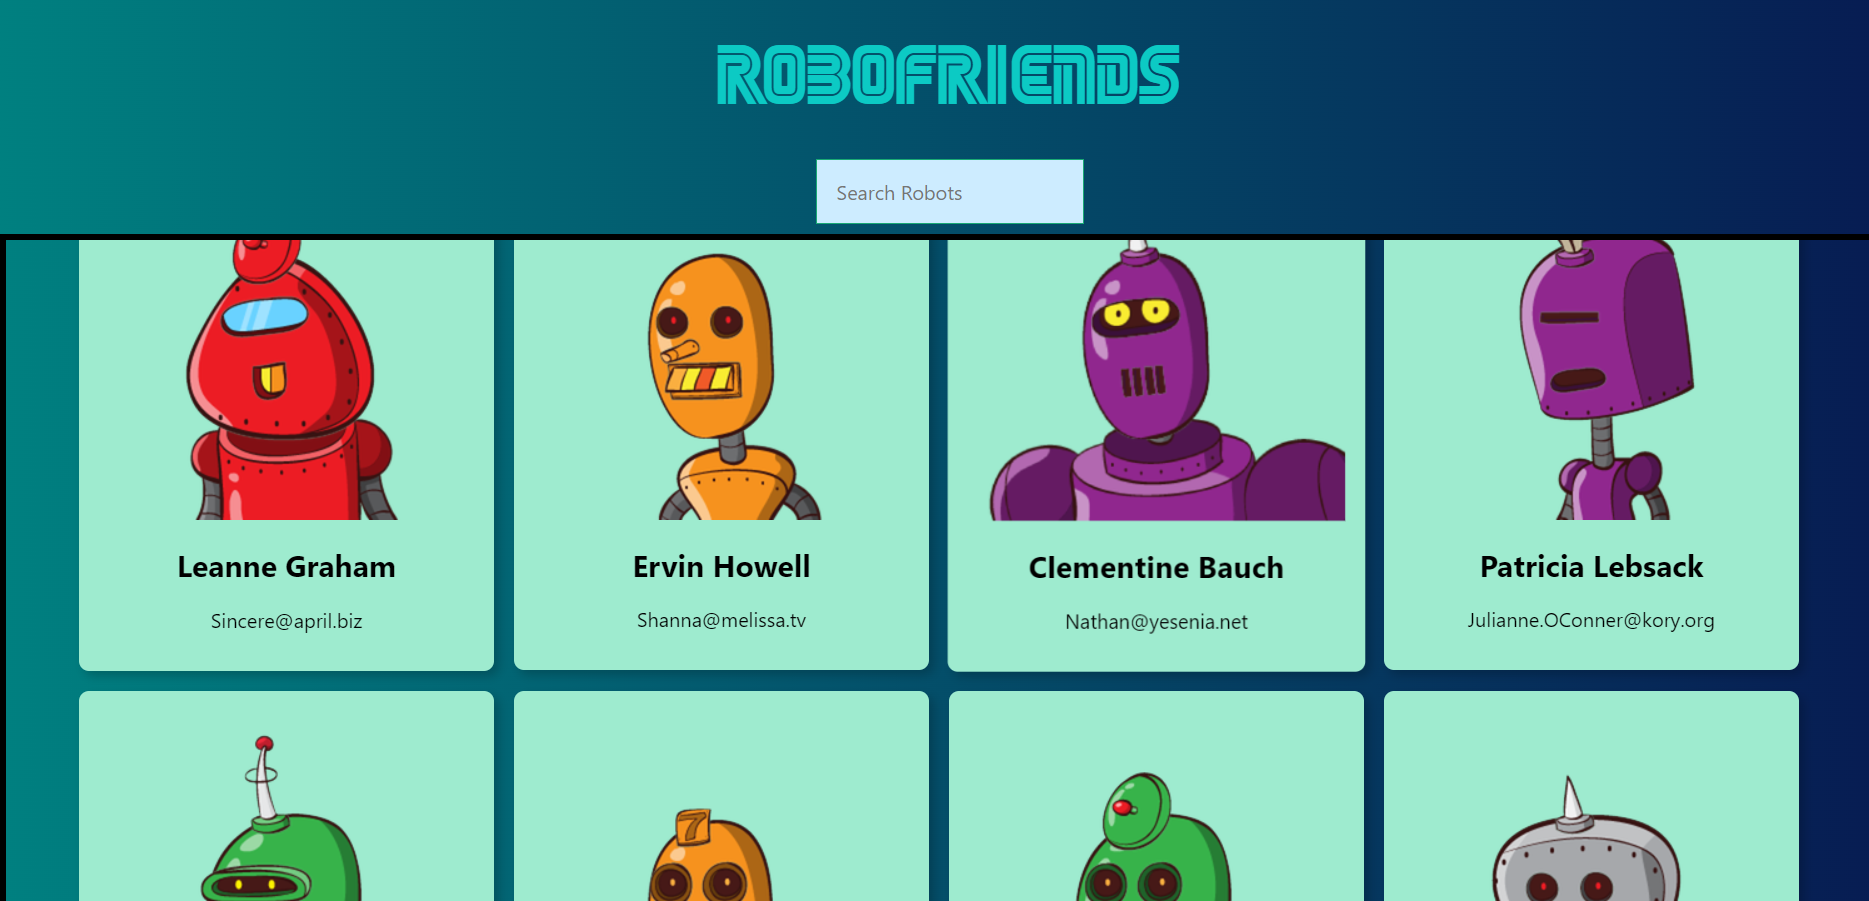 ROBOFRIENDS
Search Robots
Leanne Graham
Sincere@april.biz
Ervin Howell
Shanna@melissa.tv
Clementine Bauch
Nathan@yesenia.net
Patricia Lebsack
Julianne.OConner@kory.org
7